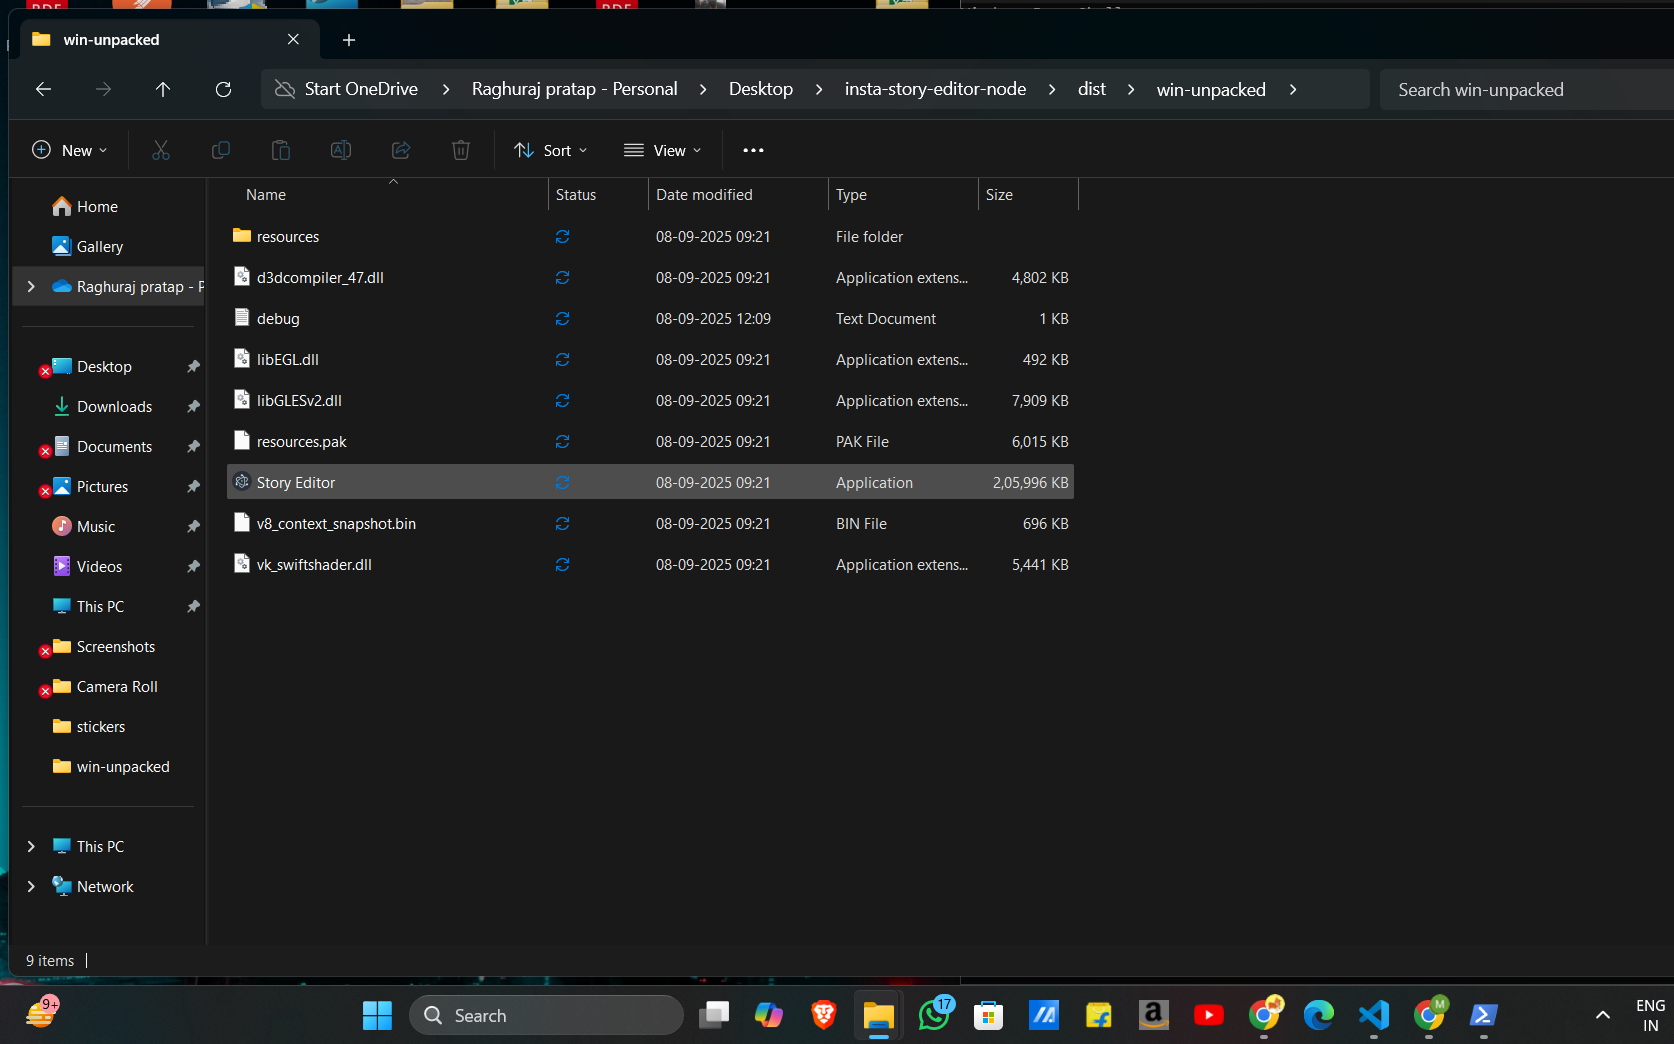 PDF
PDF
win-unpacked
Start OneDrive > Raghuraj pratap - Personal > Desktop > insta-story-editor-node > dist > win-unpacked >
Search win-unpacked
New
Sort
View
Name Status Date modified Type Size
resources 08-09-2025 09:21 File folder
d3dcompiler_47.dll 08-09-2025 09:21 Application extens... 4,802 KB
debug 08-09-2025 12:09 Text Document 1 KB
libEGL.dll 08-09-2025 09:21 Application extens... 492 KB
libGLESv2.dll 08-09-2025 09:21 Application extens... 7,909 KB
resources.pak 08-09-2025 09:21 PAK File 6,015 KB
Story Editor 08-09-2025 09:21 Application 2,05,996 KB
v8_context_snapshot.bin 08-09-2025 09:21 BIN File 696 KB
vk_swiftshader.dll 08-09-2025 09:21 Application extens... 5,441 KB
Home
Gallery
Raghuraj pratap - P
Desktop
Downloads
Documents
Pictures
Music
Videos
This PC
Screenshots
Camera Roll
stickers
win-unpacked
This PC
Network
9 items
9+
Search
17
a
M
ENG
IN